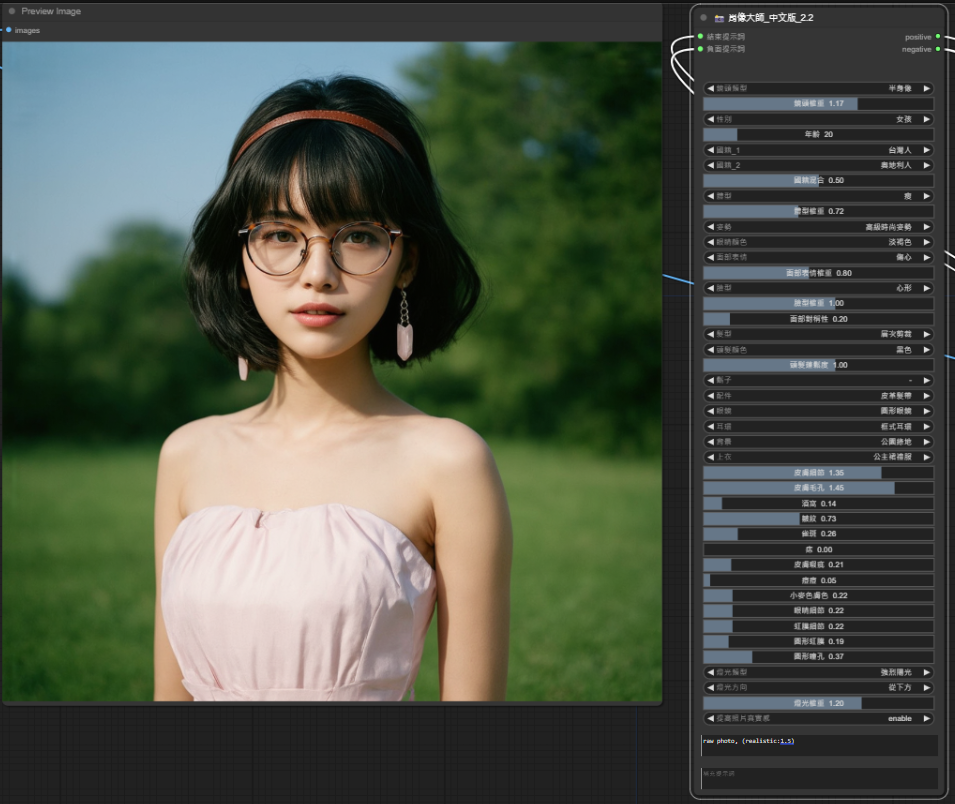 Preview Image
images
肖像大師_中文版_2.2
結束提示詞
positive
負面提示詞
negative
鏡頭類型 半身像
鏡頭權重 1.17
性別 女孩
年齡 20
國籍_1 台灣人
國籍_2 奧地利人
國籍混合 0.50
體型 瘦
體型權重 0.72
姿勢 高級時尚姿勢
眼睛顏色 淡褐色
面部表情 傷心
面部表情權重 0.80
臉型 心形
臉型權重 1.00
面部對稱性 0.20
髮型 層次剪裁
頭髮顏色 黑色
頭髮蓬鬆度 1.00
鬍子 -
配件 皮革髮帶
眼鏡 圓形眼鏡
耳環 框式耳環
背景 公園綠地
上衣 公主裙禮服
皮膚細節 1.35
皮膚毛孔 1.45
酒窩 0.14
皺紋 0.73
雀斑 0.26
痣 0.00
皮膚瑕疵 0.21
痘痘 0.05
小麥色膚色 0.22
眼睛細節 0.22
虹膜細節 0.22
圓形虹膜 0.19
圓形瞳孔 0.37
燈光類型 強烈陽光
燈光方向 從下方
燈光權重 1.20
提高照片真實感 enable
raw photo, (realistic:1.5)